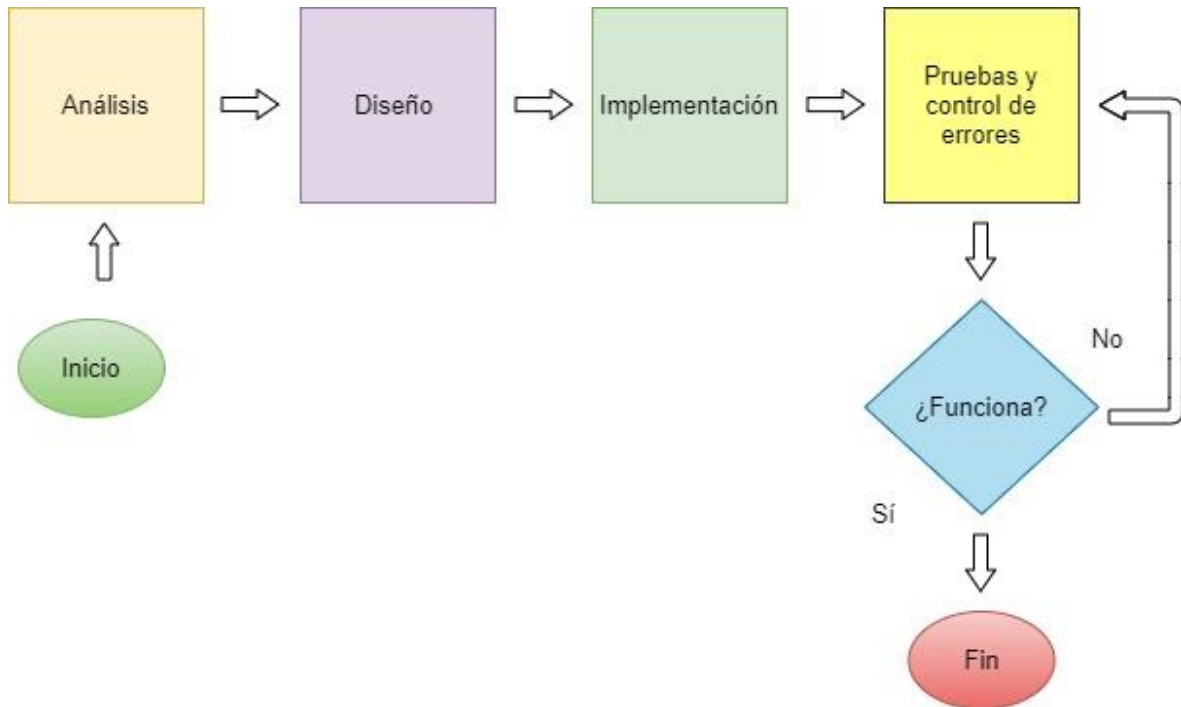 Análisis
Diseño
Implementación
Pruebas y
control de
errores
Inicio
No
¿Funciona?
Sí
Fin